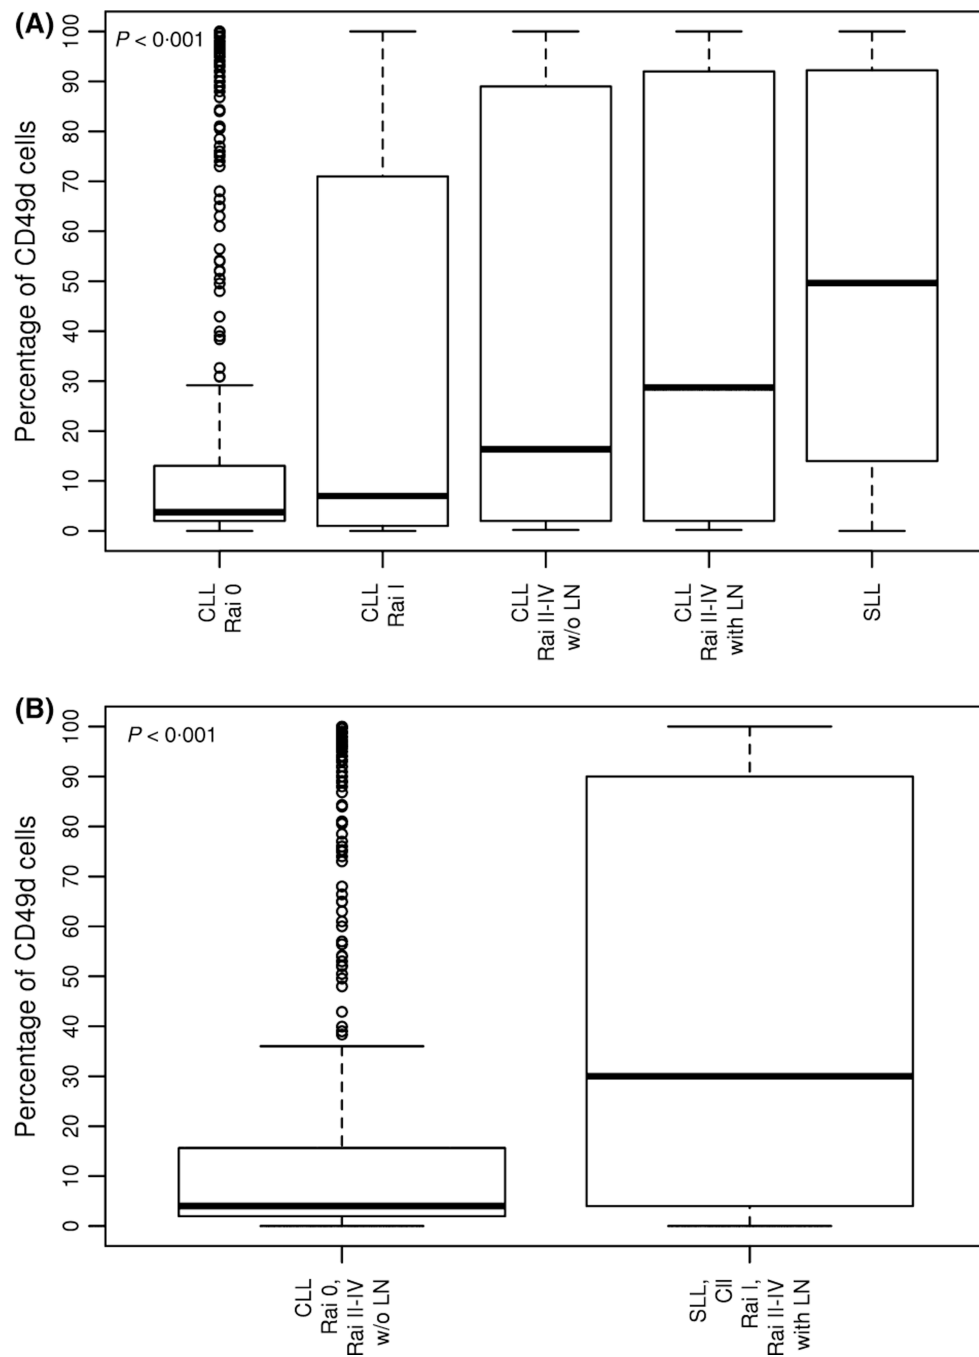 (A)
P < 0·001
Percentage of CD49d cells
100
90
80
70
60
50
40
30
20
10
0
CLL
Rai 0
CLL
Rai I
CLL
Rai II-IV
w/o LN
CLL
Rai II-IV
with LN
SLL
(B)
P < 0·001
Percentage of CD49d cells
100
90
80
70
60
50
40
30
20
10
0
CLL
Rai 0,
Rai II-IV
w/o LN
SLL,
Cll
Rai I,
Rai II-IV
with LN